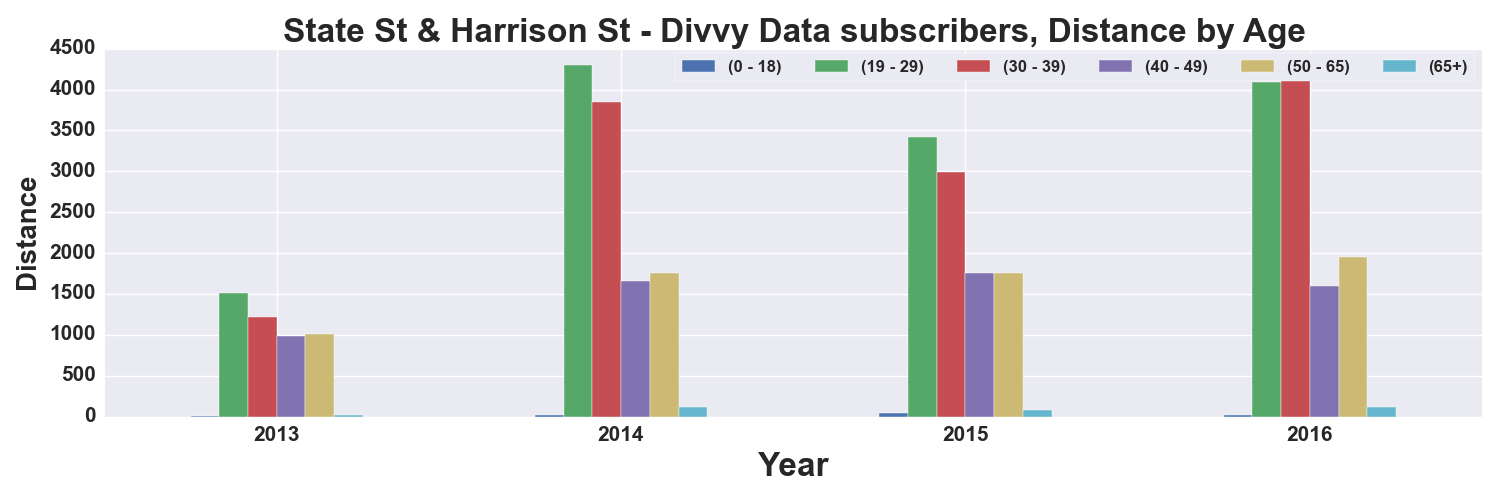 State St & Harrison St - Divvy Data subscribers, Distance by Age
4500
(0 - 18) (19 - 29) (30 - 39) (40 - 49) (50 - 65) (65+)
4000
3500
3000
2500
2000
1500
1000
500
0
Distance
2013 2014 2015 2016
Year